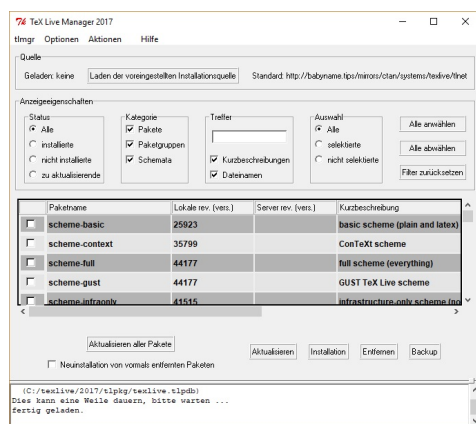 TeX Live Manager 2017
tlmgr Optionen Aktionen Hilfe
Quelle
Geladen: keine Laden der voreingestellten Installationsquelle Standard: http://babyname.tips/mirrors/ctan/systems/texlive/tlnet
Anzeigeeigenschaften
Status Kategorie Treffer Auswahl
Alle Pakete Alle Alle anwählen
installierte Paketgruppen selektierte
nicht installierte Schemata Kurzbeschreibungen nicht selektierte Alle abwählen
zu aktualisierende Dateinamen Filter zurücksetzen
Paketname Lokale rev. (vers.) Server rev. (vers.) Kurzbeschreibung
scheme-basic 25923 basic scheme (plain and latex)
scheme-context 35799 ConTeXt scheme
scheme-full 44177 full scheme (everything)
scheme-gust 44177 GUST TeX Live scheme
scheme-infraonly 41515 infrastructure-only scheme (no
Aktualisieren aller Pakete
Neuinstallation von vormals entfernten Paketen
Aktualisieren Installation Entfernen Backup
(C:/texlive/2017/tlpkg/texlive.tlpdb)
Dies kann eine Weile dauern, bitte warten ...
fertig geladen.